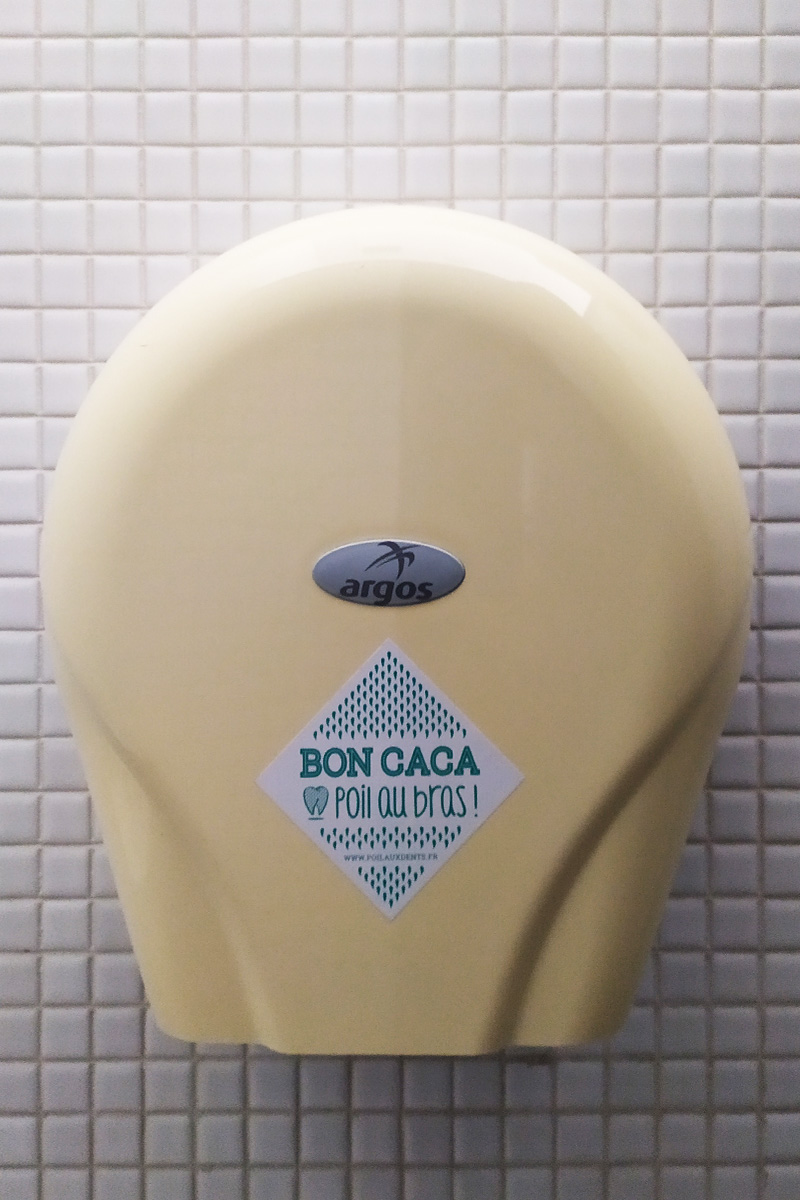 argos
BON CACA
poil au bras !
WWW.POILAUXDENTS.FR